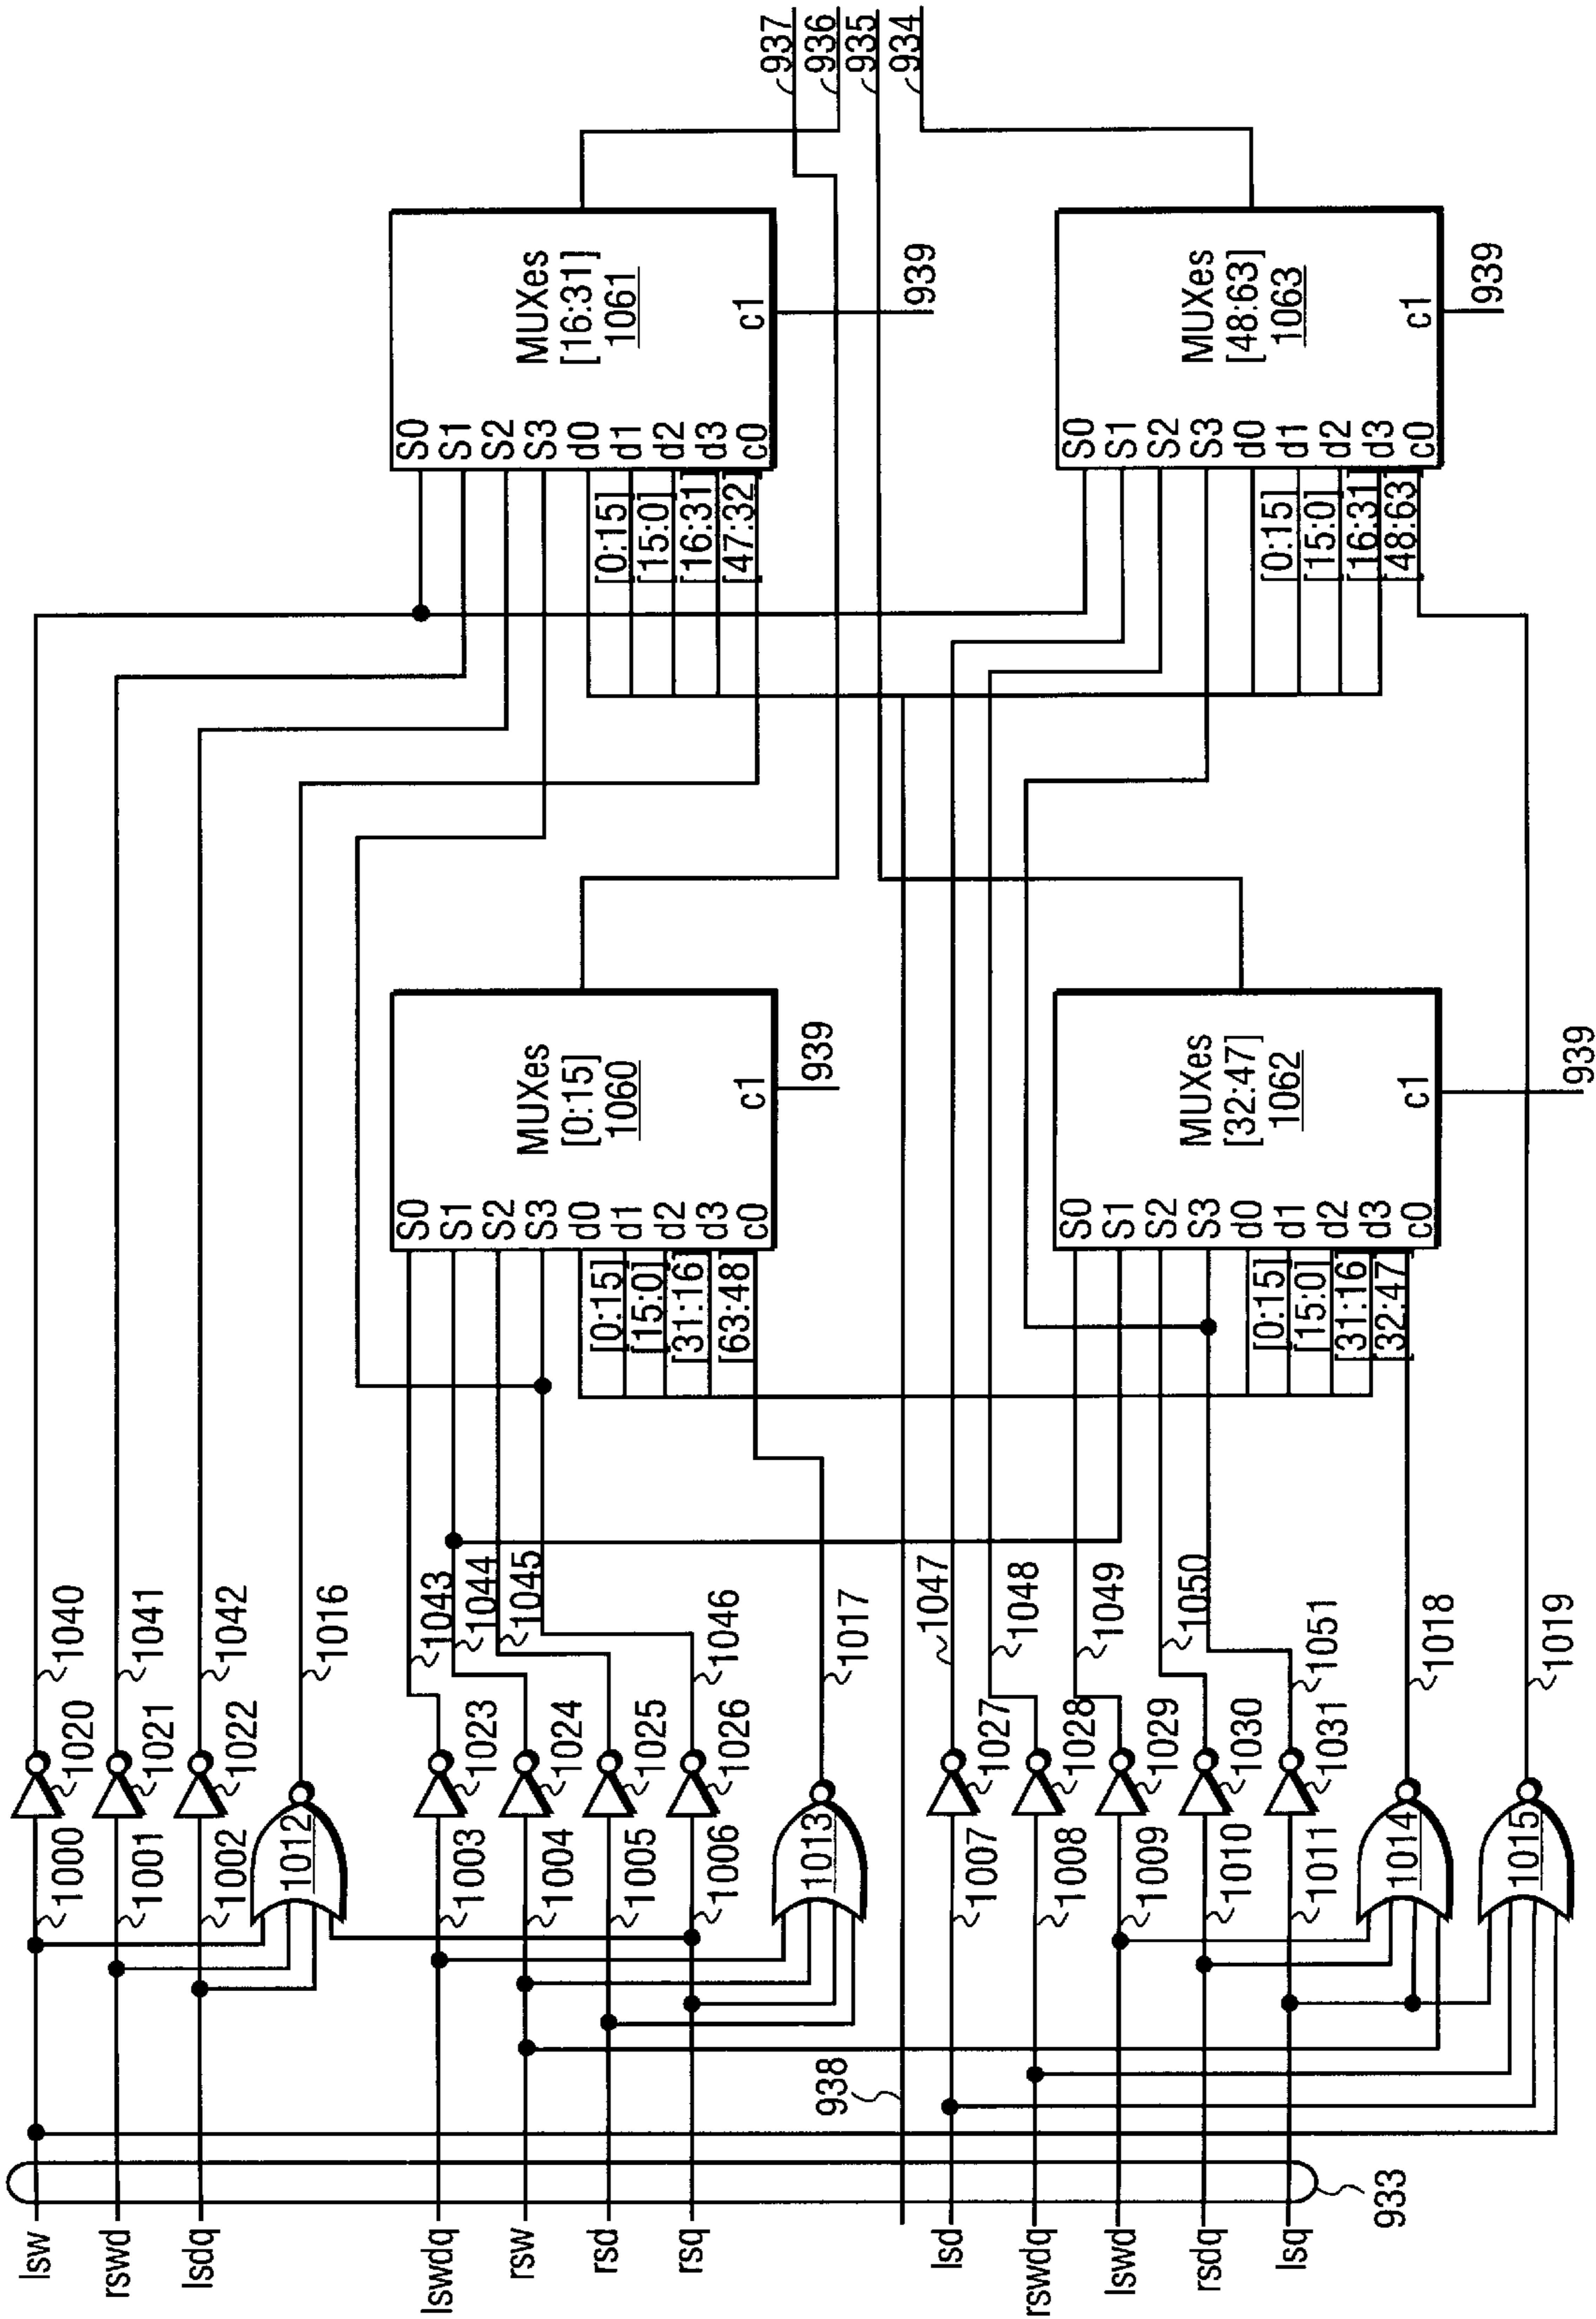 lsw
rswd
lsdq
lswdq
rsw
rsd
rsq
lsd
rswdq
lswd
rsdq
lsq
933
938
1000
1001
1002
1012
1003
1004
1005
1006
1013
1007
1008
1009
1010
1011
1014
1015
1020
1021
1022
1023
1024
1025
1026
1027
1028
1029
1030
1031
1040
1041
1042
1016
1043
1044
1045
1046
1017
1047
1048
1049
1050
1051
1018
1019
S0
S1
S2
S3
d0
d1
d2
d3
c0
[0:15]
[15:0]
[31:16]
[63:48]
MUXes
[0:15]
1060
c1
939
S0
S1
S2
S3
d0
d1
d2
d3
c0
[0:15]
[15:0]
[31:16]
[32:47]
MUXes
[32:47]
1062
c1
939
S0
S1
S2
S3
d0
d1
d2
d3
c0
[0:15]
[15:0]
[16:31]
[47:32]
MUXes
[16:31]
1061
c1
939
S0
S1
S2
S3
d0
d1
d2
d3
c0
[0:15]
[15:0]
[16:31]
[48:63]
MUXes
[48:63]
1063
c1
939
937
936
935
934